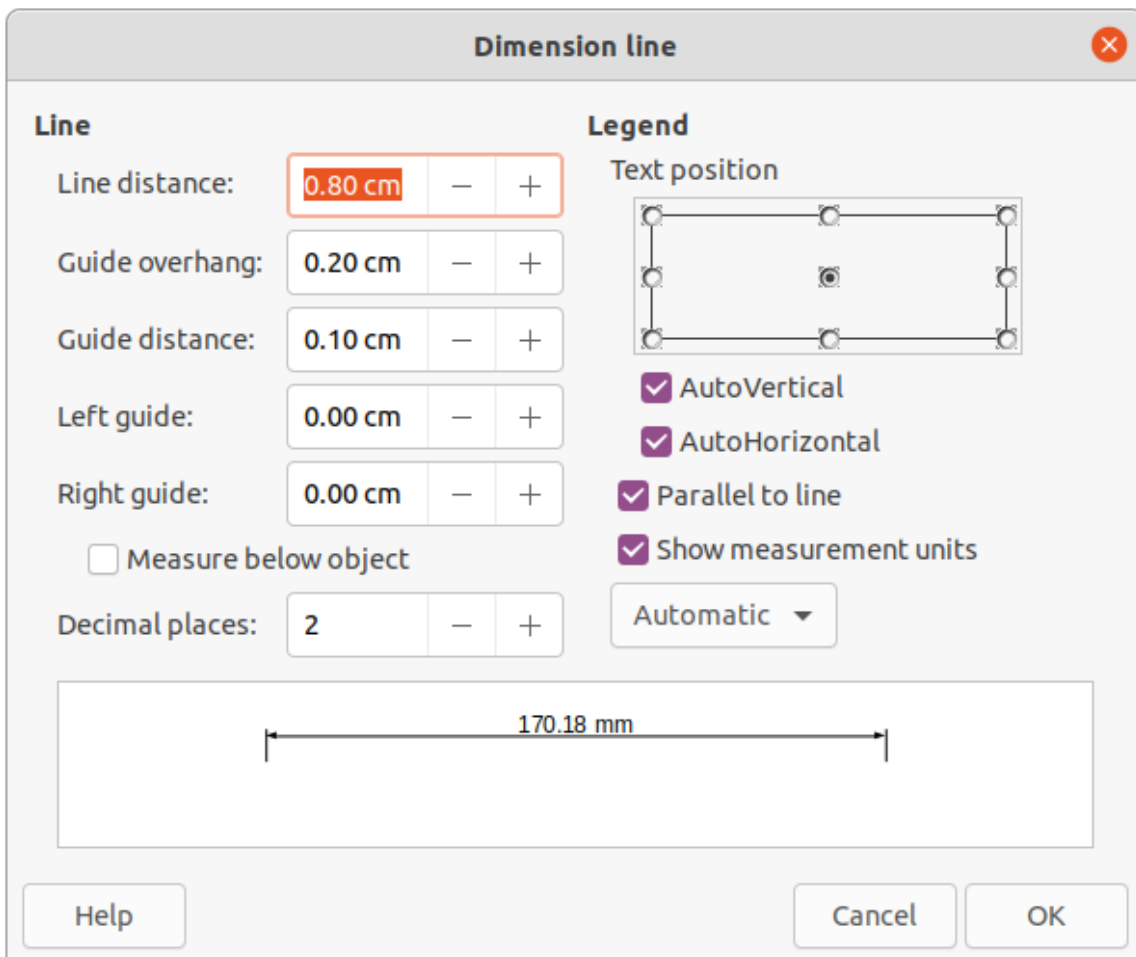 Dimension line
Line
Line distance: 0.80 cm − +
Guide overhang: 0.20 cm − +
Guide distance: 0.10 cm − +
Left guide: 0.00 cm − +
Right guide: 0.00 cm − +
Measure below object
Decimal places: 2 − +
Legend
Text position
AutoVertical
AutoHorizontal
Parallel to line
Show measurement units
Automatic
170.18 mm
Help
Cancel
OK